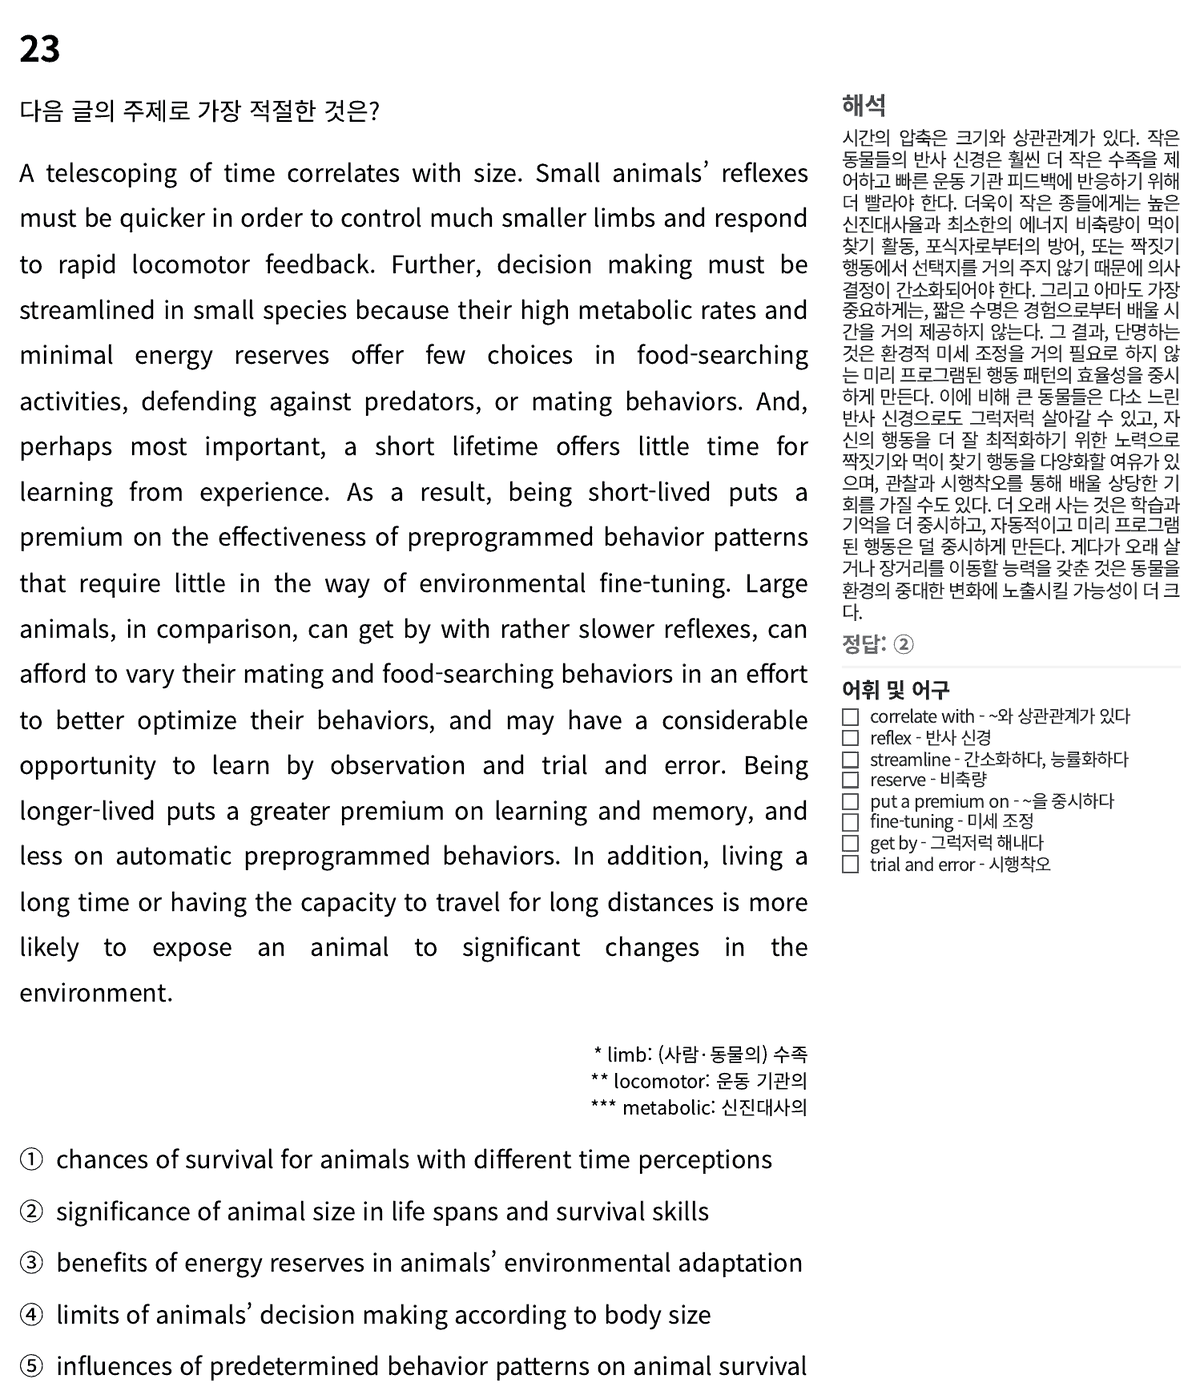 23
다음 글의 주제로 가장 적절한 것은?
A telescoping of time correlates with size. Small animals’ reflexes
must be quicker in order to control much smaller limbs and respond
to rapid locomotor feedback. Further, decision making must be
streamlined in small species because their high metabolic rates and
minimal energy reserves offer few choices in food-searching
activities, defending against predators, or mating behaviors. And,
perhaps most important, a short lifetime offers little time for
learning from experience. As a result, being short-lived puts a
premium on the effectiveness of preprogrammed behavior patterns
that require little in the way of environmental fine-tuning. Large
animals, in comparison, can get by with rather slower reflexes, can
afford to vary their mating and food-searching behaviors in an effort
to better optimize their behaviors, and may have a considerable
opportunity to learn by observation and trial and error. Being
longer-lived puts a greater premium on learning and memory, and
less on automatic preprogrammed behaviors. In addition, living a
long time or having the capacity to travel for long distances is more
likely to expose an animal to significant changes in the
environment.
* limb: (사람·동물의) 수족
** locomotor: 운동 기관의
*** metabolic: 신진대사의
① chances of survival for animals with different time perceptions
② significance of animal size in life spans and survival skills
③ benefits of energy reserves in animals’ environmental adaptation
④ limits of animals’ decision making according to body size
⑤ influences of predetermined behavior patterns on animal survival
해석
시간의 압축은 크기와 상관관계가 있다. 작은
동물들의 반사 신경은 훨씬 더 작은 수족을 제
어하고 빠른 운동 기관 피드백에 반응하기 위해
더 빨라야 한다. 더욱이 작은 종들에게는 높은
신진대사율과 최소한의 에너지 비축량이 먹이
찾기 활동, 포식자로부터의 방어, 또는 짝짓기
행동에서 선택지를 거의 주지 않기 때문에 의사
결정이 간소화되어야 한다. 그리고 아마도 가장
중요하게는, 짧은 수명은 경험으로부터 배울 시
간을 거의 제공하지 않는다. 그 결과, 단명하는
것은 환경적 미세 조정을 거의 필요로 하지 않
는 미리 프로그램된 행동 패턴의 효율성을 중시
하게 만든다. 이에 비해 큰 동물들은 다소 느린
반사 신경으로도 그럭저럭 살아갈 수 있고, 자
신의 행동을 더 잘 최적화하기 위한 노력으로
짝짓기와 먹이 찾기 행동을 다양화할 여유가 있
으며, 관찰과 시행착오를 통해 배울 상당한 기
회를 가질 수도 있다. 더 오래 사는 것은 학습과
기억을 더 중시하고, 자동적이고 미리 프로그램
된 행동은 덜 중시하게 만든다. 게다가 오래 살
거나 장거리를 이동할 능력을 갖춘 것은 동물을
환경의 중대한 변화에 노출시킬 가능성이 더 크
다.
정답: ②
어휘 및 어구
correlate with - ~와 상관관계가 있다
reflex - 반사 신경
streamline - 간소화하다, 능률화하다
reserve - 비축량
put a premium on - ~을 중시하다
fine-tuning - 미세 조정
get by - 그럭저럭 해내다
trial and error - 시행착오